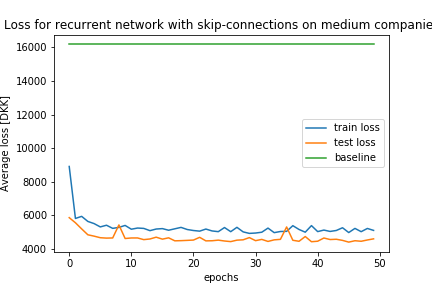 Loss for recurrent network with skip-connections on medium companie
Average loss [DKK]
16000
14000
12000
10000
8000
6000
4000
train loss
test loss
baseline
0
10
20
30
40
50
epochs